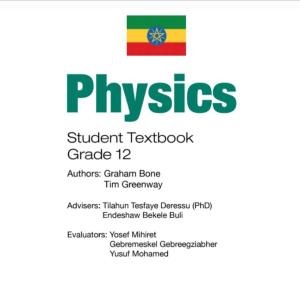 Physics
Student Textbook
Grade 12
Authors: Graham Bone
Tim Greenway
Advisers: Tilahun Tesfaye Deressu (PhD)
Endeshaw Bekele Buli
Evaluators: Yosef Mihiret
Gebremeskel Gebreegziabher
Yusuf Mohamed